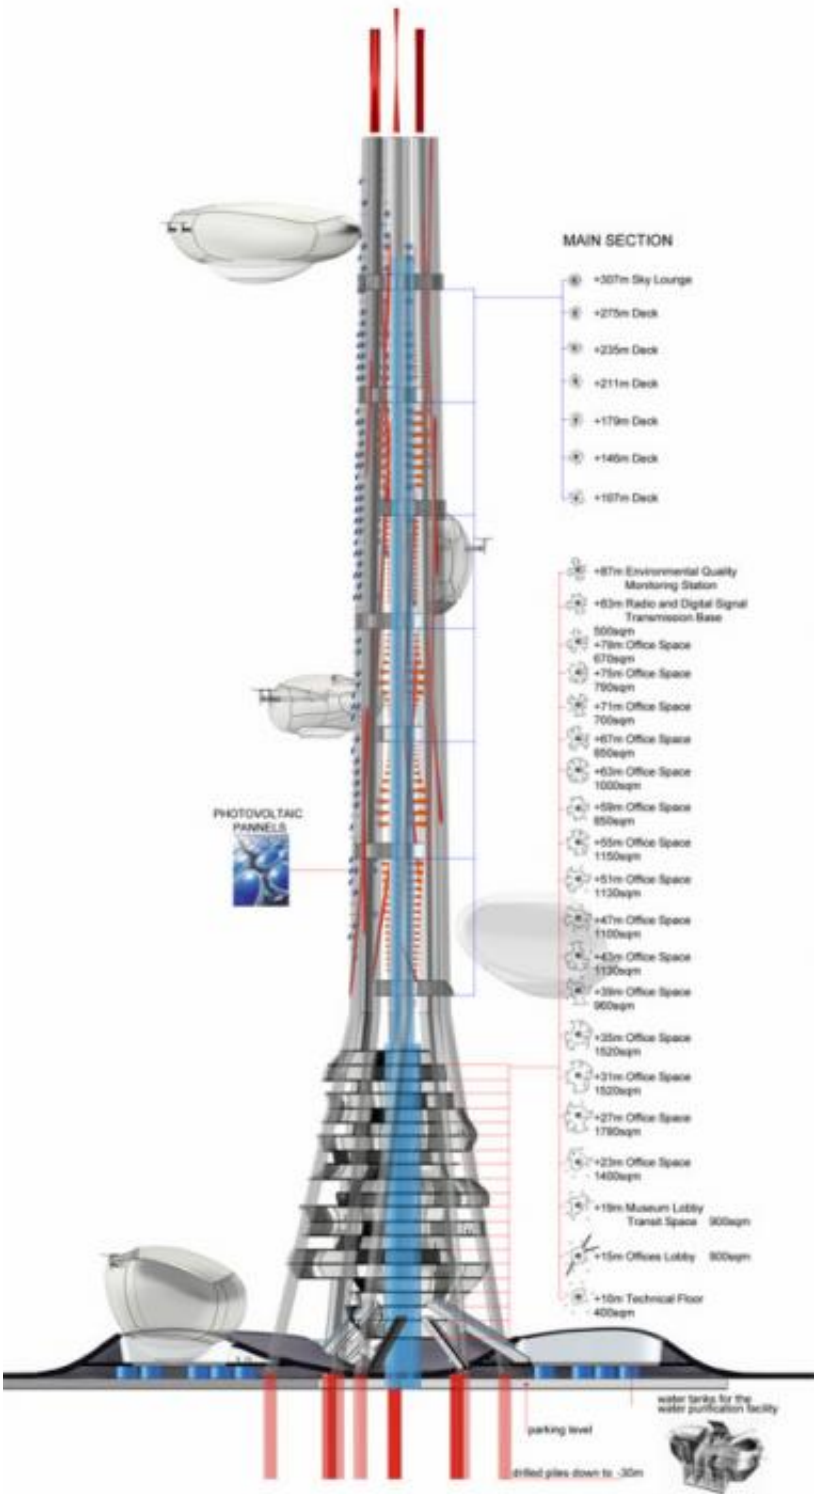 MAIN SECTION
+307m Sky Lounge
+275m Deck
+235m Deck
+211m Deck
+179m Deck
+146m Deck
+107m Deck
+87m Environmental Quality
Monitoring Station
+83m Radio and Digital Signal
Transmission Base
500sqm
+79m Office Space
670sqm
+75m Office Space
790sqm
+71m Office Space
700sqm
+67m Office Space
850sqm
+63m Office Space
1000sqm
+59m Office Space
850sqm
+55m Office Space
1150sqm
+51m Office Space
1130sqm
+47m Office Space
1100sqm
+43m Office Space
1130sqm
+39m Office Space
960sqm
+35m Office Space
1520sqm
+31m Office Space
1520sqm
+27m Office Space
1780sqm
+23m Office Space
1400sqm
+19m Museum Lobby
Transit Space 900sqm
+15m Offices Lobby 800sqm
+10m Technical Floor
400sqm
PHOTOVOLTAIC
PANNELS
water tanks for the
water purification facility
parking level
drilled piles down to -30m